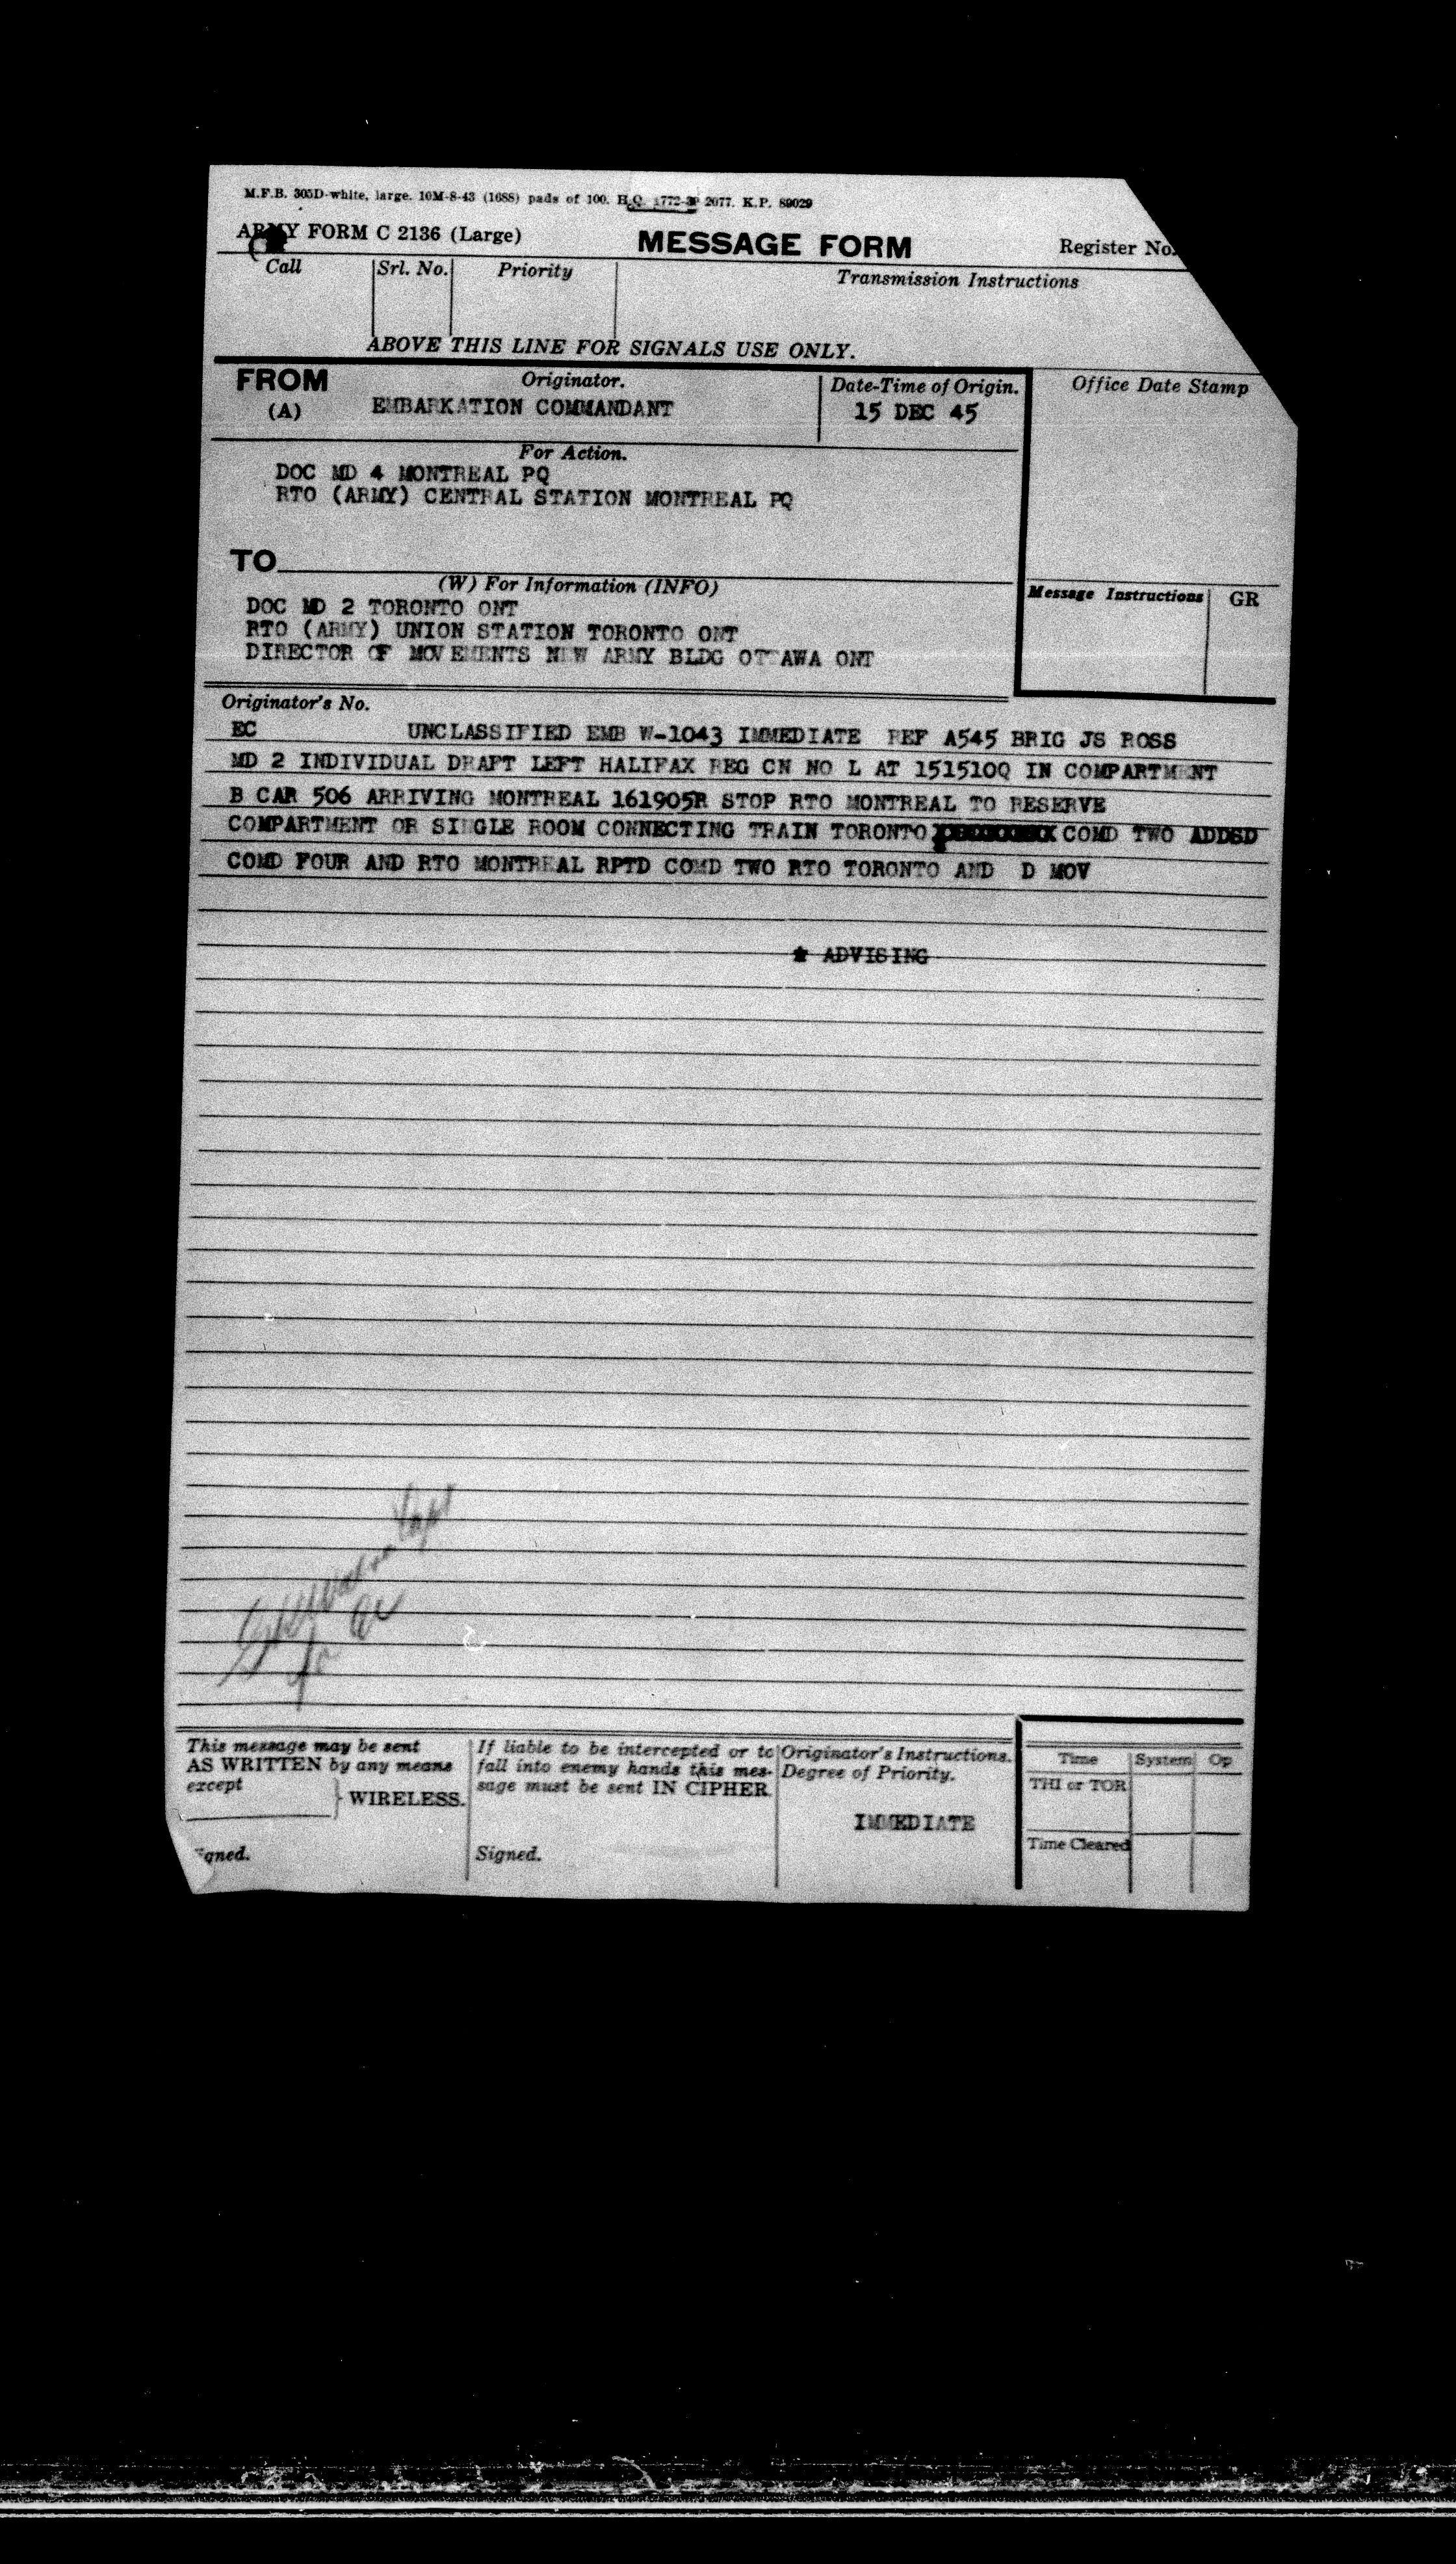 M.F.B. 305D-white, large. 10M-8-43 (1688) pads of 100. H.Q. 1772-39 2077. K.P. 89029
ARMY FORM C 2136 (Large)
MESSAGE FORM
Register No.
Call Srl. No. Priority Transmission Instructions
ABOVE THIS LINE FOR SIGNALS USE ONLY.
FROM (A)
Originator.
EMBARKATION COMMANDANT
Date-Time of Origin.
15 DEC 45
Office Date Stamp
For Action.
DOC MD 4 MONTREAL PQ
RTO (ARMY) CENTRAL STATION MONTREAL PQ
TO
(W) For Information (INFO)
Message Instructions GR
DOC MD 2 TORONTO ONT
RTO (ARMY) UNION STATION TORONTO ONT
DIRECTOR OF MOVEMENTS NEW ARMY BLDG OTTAWA ONT
Originator's No.
EC UNCLASSIFIED EMB W-1043 IMMEDIATE REF A545 BRIG JS ROSS
MD 2 INDIVIDUAL DRAFT LEFT HALIFAX REG CN NO L AT 151510Q IN COMPARTMENT
B CAR 506 ARRIVING MONTREAL 161905R STOP RTO MONTREAL TO RESERVE
COMPARTMENT OR SINGLE ROOM CONNECTING TRAIN TORONTO COMD TWO ADDSD
COMD FOUR AND RTO MONTREAL RPTD COMD TWO RTO TORONTO AND D MOV
* ADVISING
Capt
for EC
This message may be sent
AS WRITTEN by any means
except
} WIRELESS.
igned.
If liable to be intercepted or to
fall into enemy hands this mes-
sage must be sent IN CIPHER.
Signed.
Originator's Instructions.
Degree of Priority.
IMMEDIATE
Time System Op
THI or TOR
Time Cleared